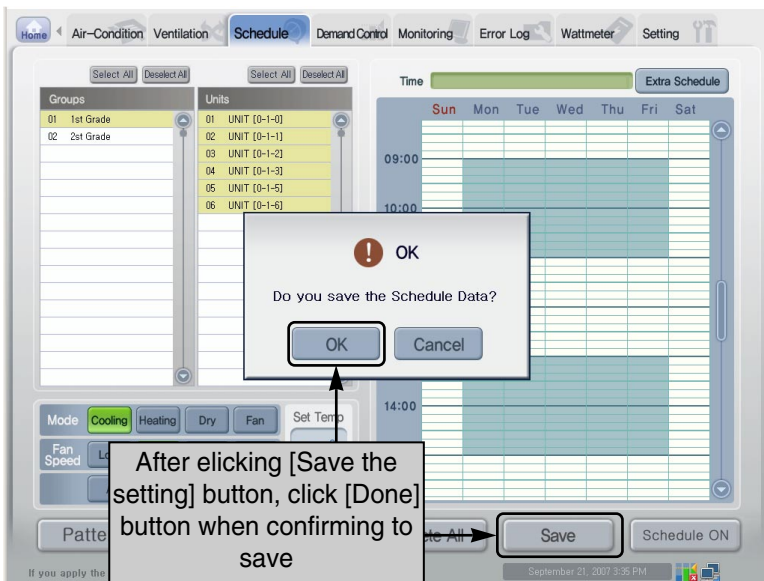 Home Air-Condition Ventilation Schedule Demand Control Monitoring Error Log Wattmeter Setting
Select All Deselect All Select All Deselect All
Time Extra Schedule
Groups Units
01 1st Grade
02 2st Grade
01 UNIT [0-1-0]
02 UNIT [0-1-1]
03 UNIT [0-1-2]
04 UNIT [0-1-3]
05 UNIT [0-1-5]
06 UNIT [0-1-6]
Sun Mon Tue Wed Thu Fri Sat
09:00
10:00
14:00
OK
Do you save the Schedule Data?
OK Cancel
Mode Cooling Heating Dry Fan Set Temp
Fan
Speed
After elicking [Save the
setting] button, click [Done]
button when confirming to
save
All Save Schedule ON
If you apply the
September 21, 2007 3:35 PM